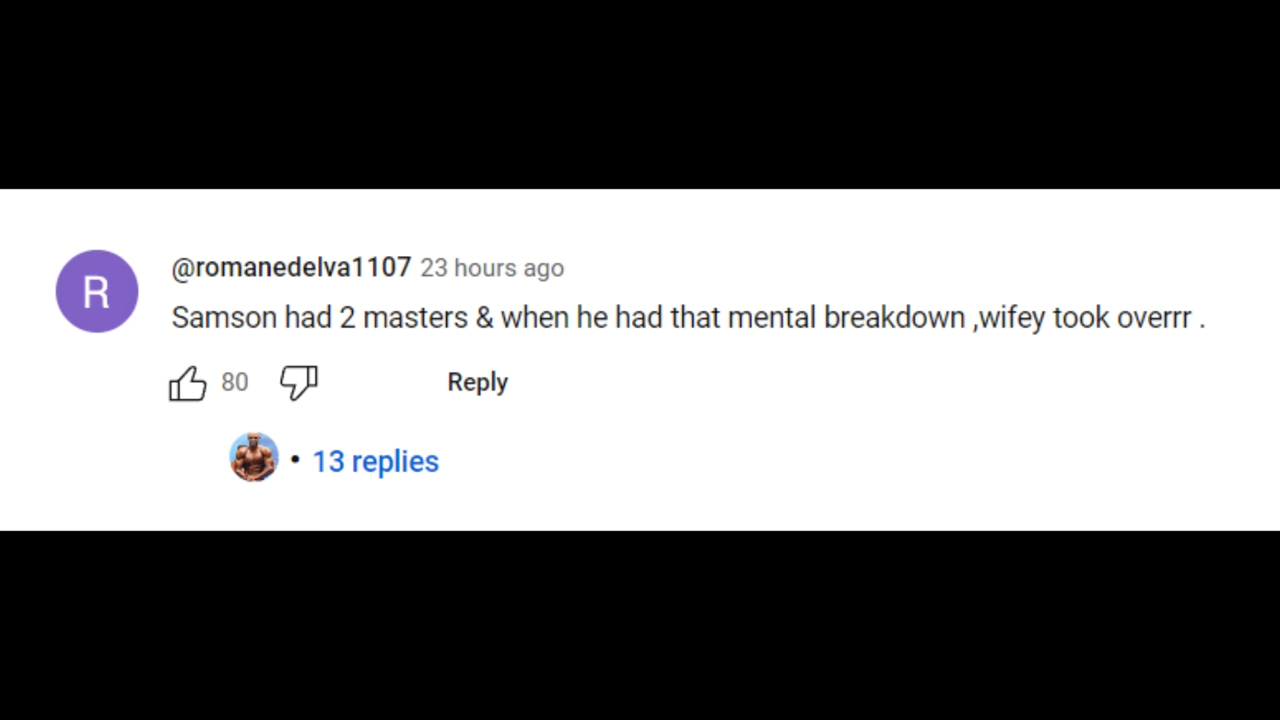 R
@romanedelva1107 23 hours ago
Samson had 2 masters & when he had that mental breakdown ,wifey took overrr .
80 Reply
• 13 replies